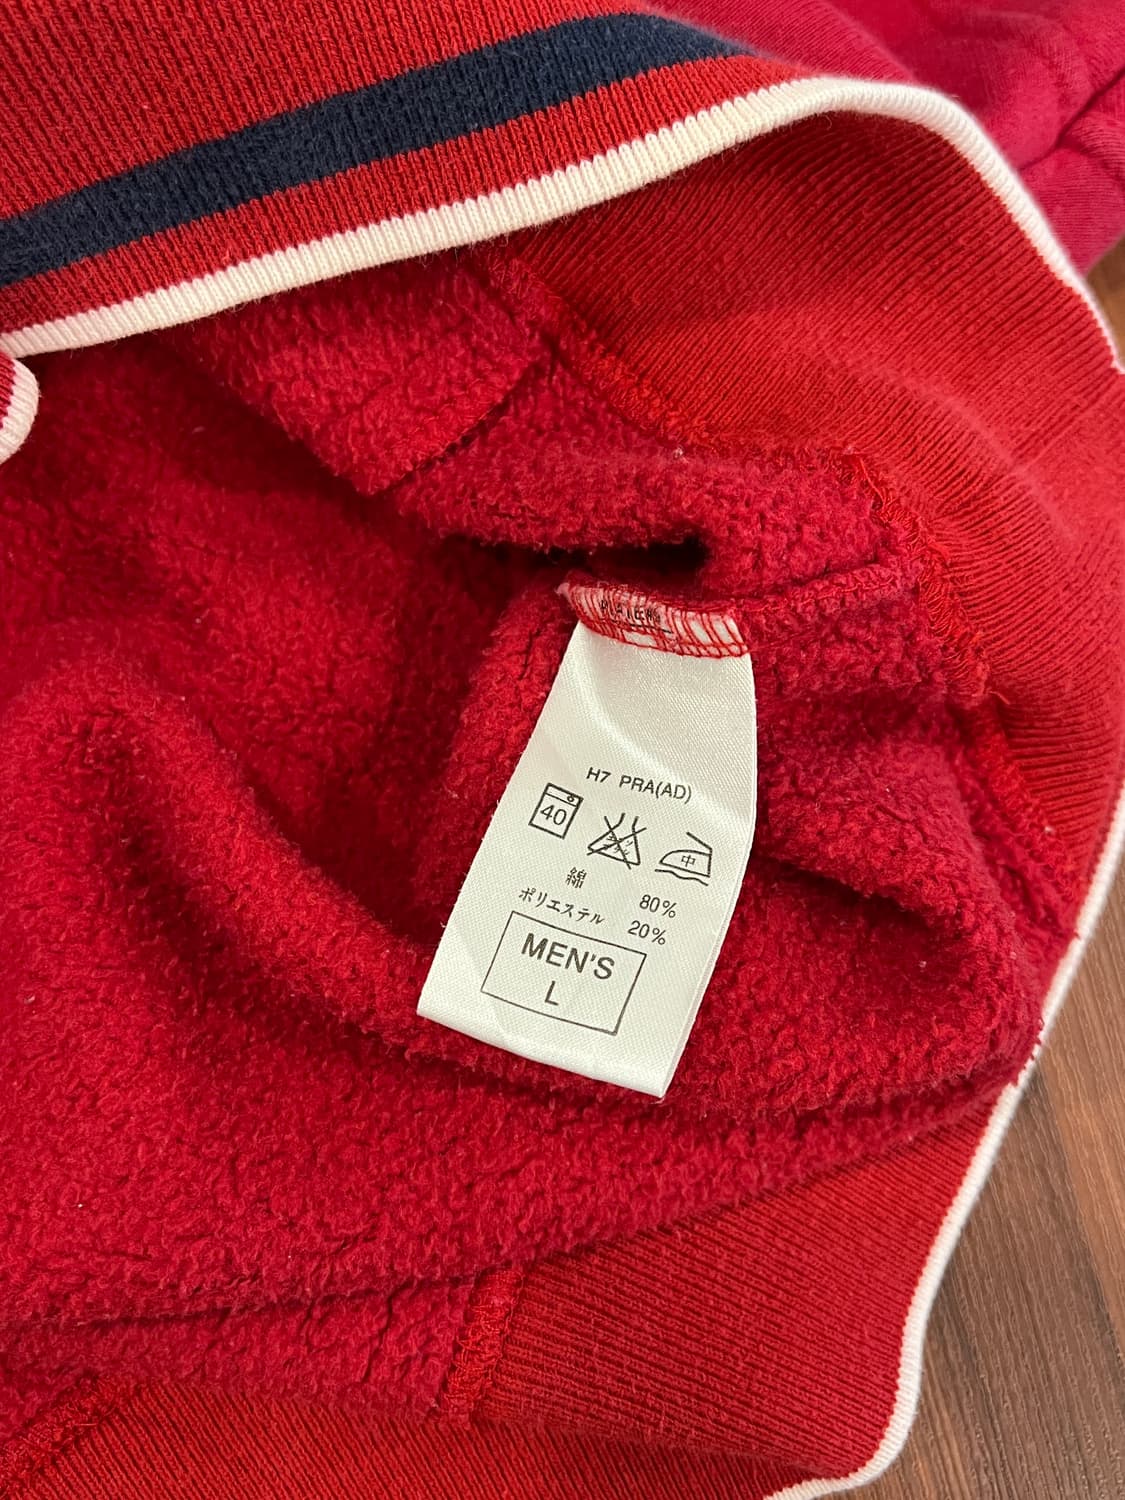 H7 PRA(AD)
40
中
綿 80%
ポリエステル 20%
MEN'S
L